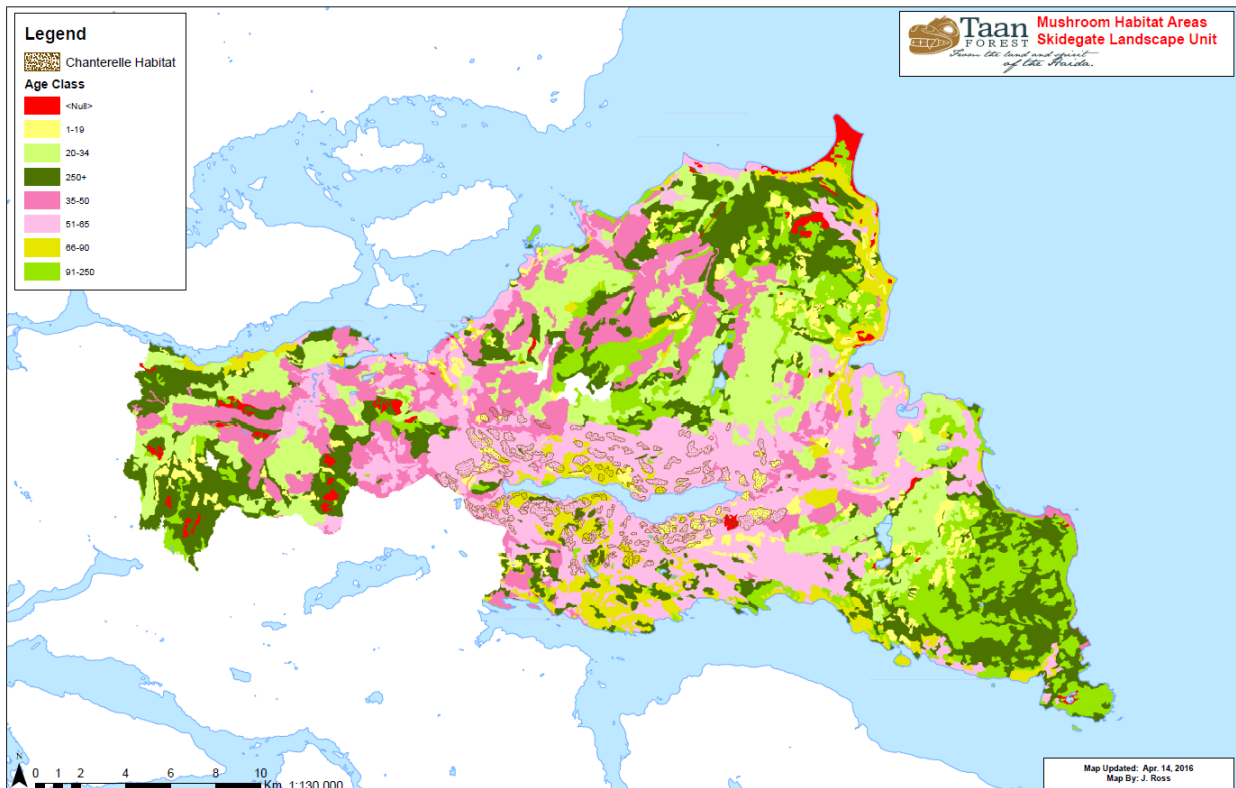 Legend
Chanterelle Habitat
Age Class
<Null>
1-19
20-34
250+
35-50
51-65
66-90
91-250
Taan
FOREST
From the land and spirit
of the Haida.
Mushroom Habitat Areas
Skidegate Landscape Unit
N
0 1 2 4 6 8 10
Km 1:130,000
Map Updated: Apr. 14, 2016
Map By: J. Ross